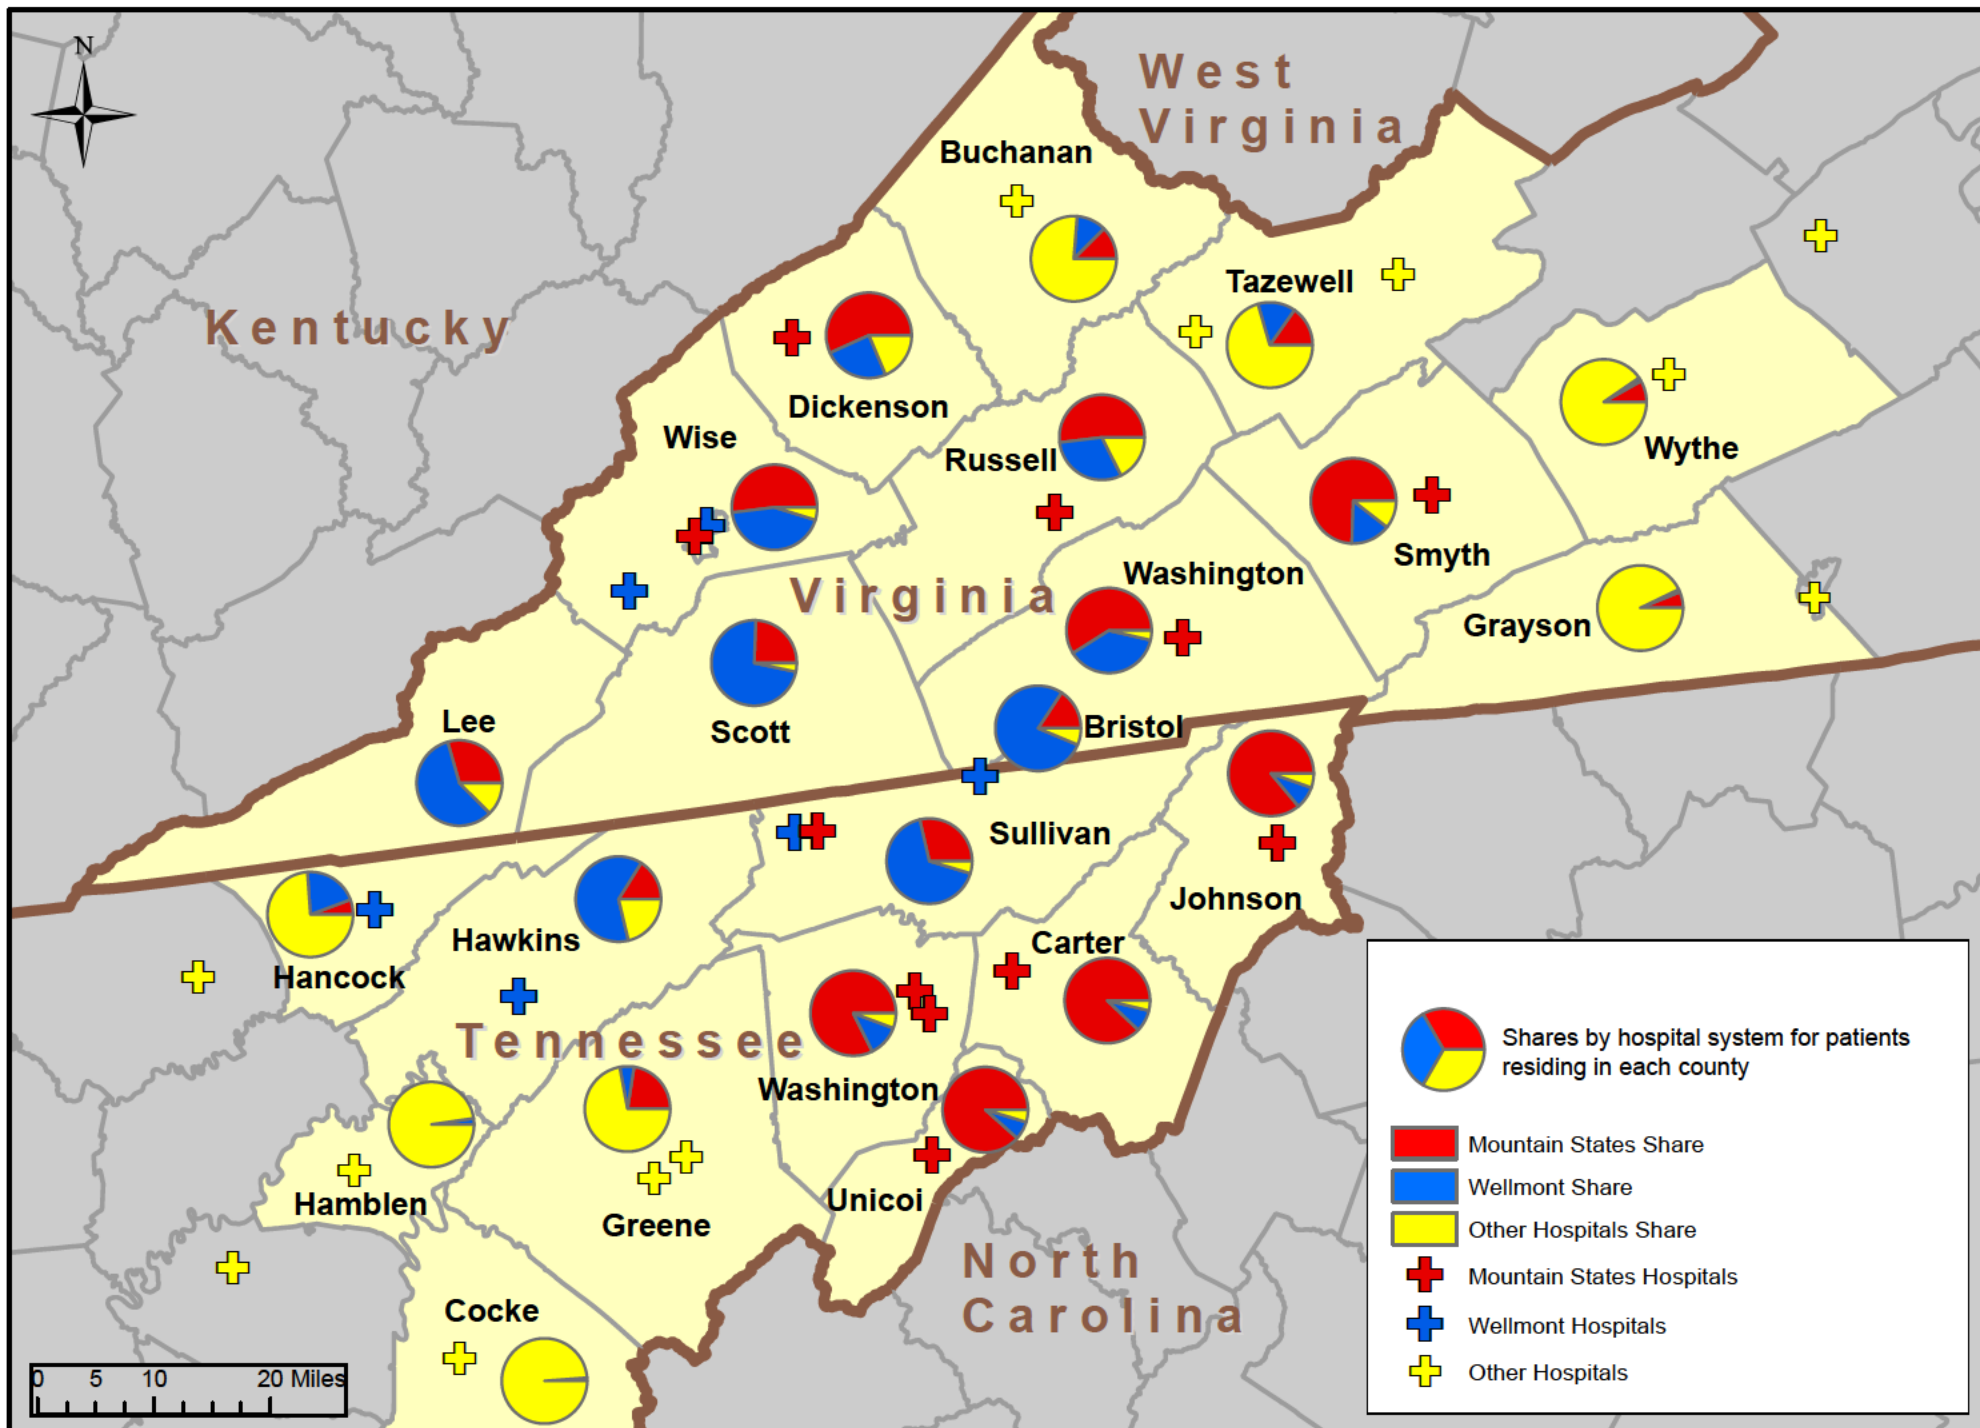 N
West
Virginia
Buchanan
Tazewell
Kentucky
Dickenson
Wise
Russell
Wythe
Smyth
Washington
Virginia
Grayson
Scott
Bristol
Lee
Sullivan
Johnson
Hawkins
Carter
Hancock
Tennessee
Washington
Hamblen
Unicoi
Greene
North
Carolina
Cocke
0 5 10 20 Miles
Shares by hospital system for patients
residing in each county
Mountain States Share
Wellmont Share
Other Hospitals Share
Mountain States Hospitals
Wellmont Hospitals
Other Hospitals